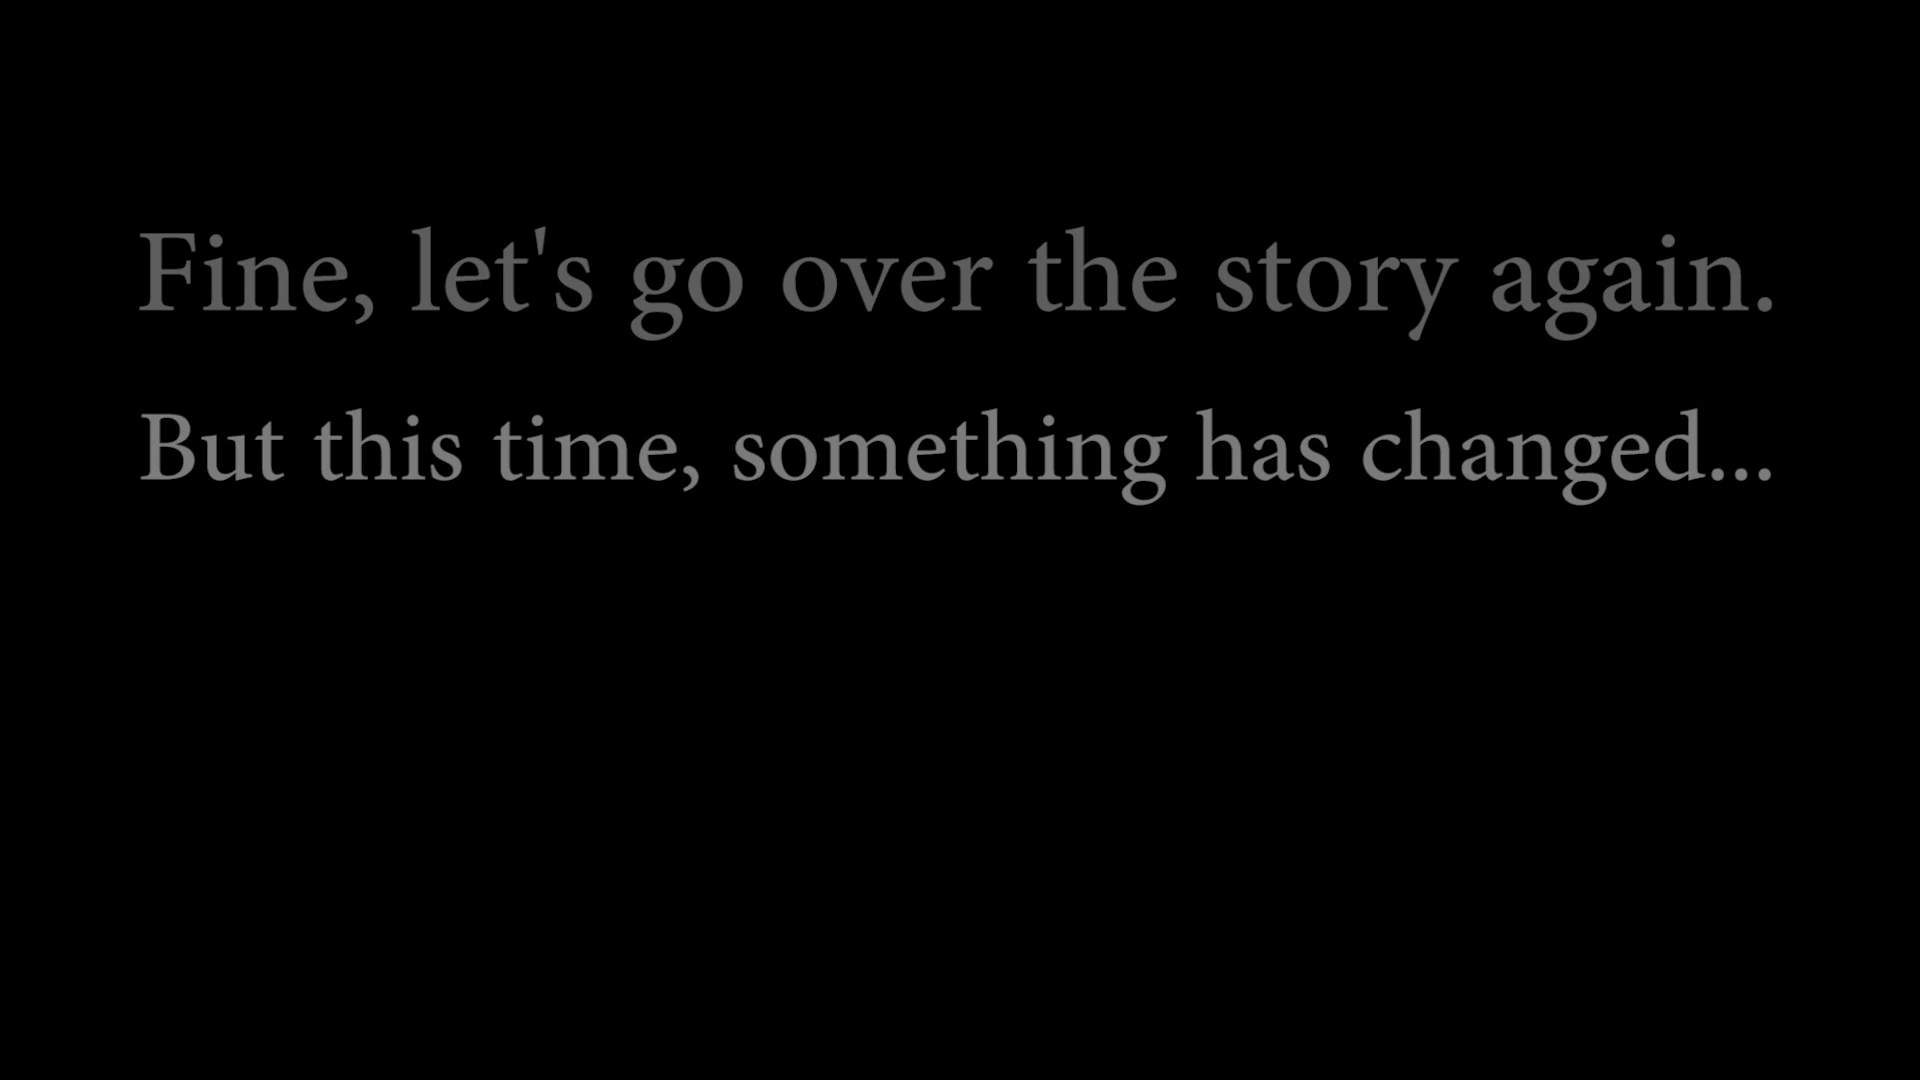 Fine, let's go over the story again.
But this time, something has changed...